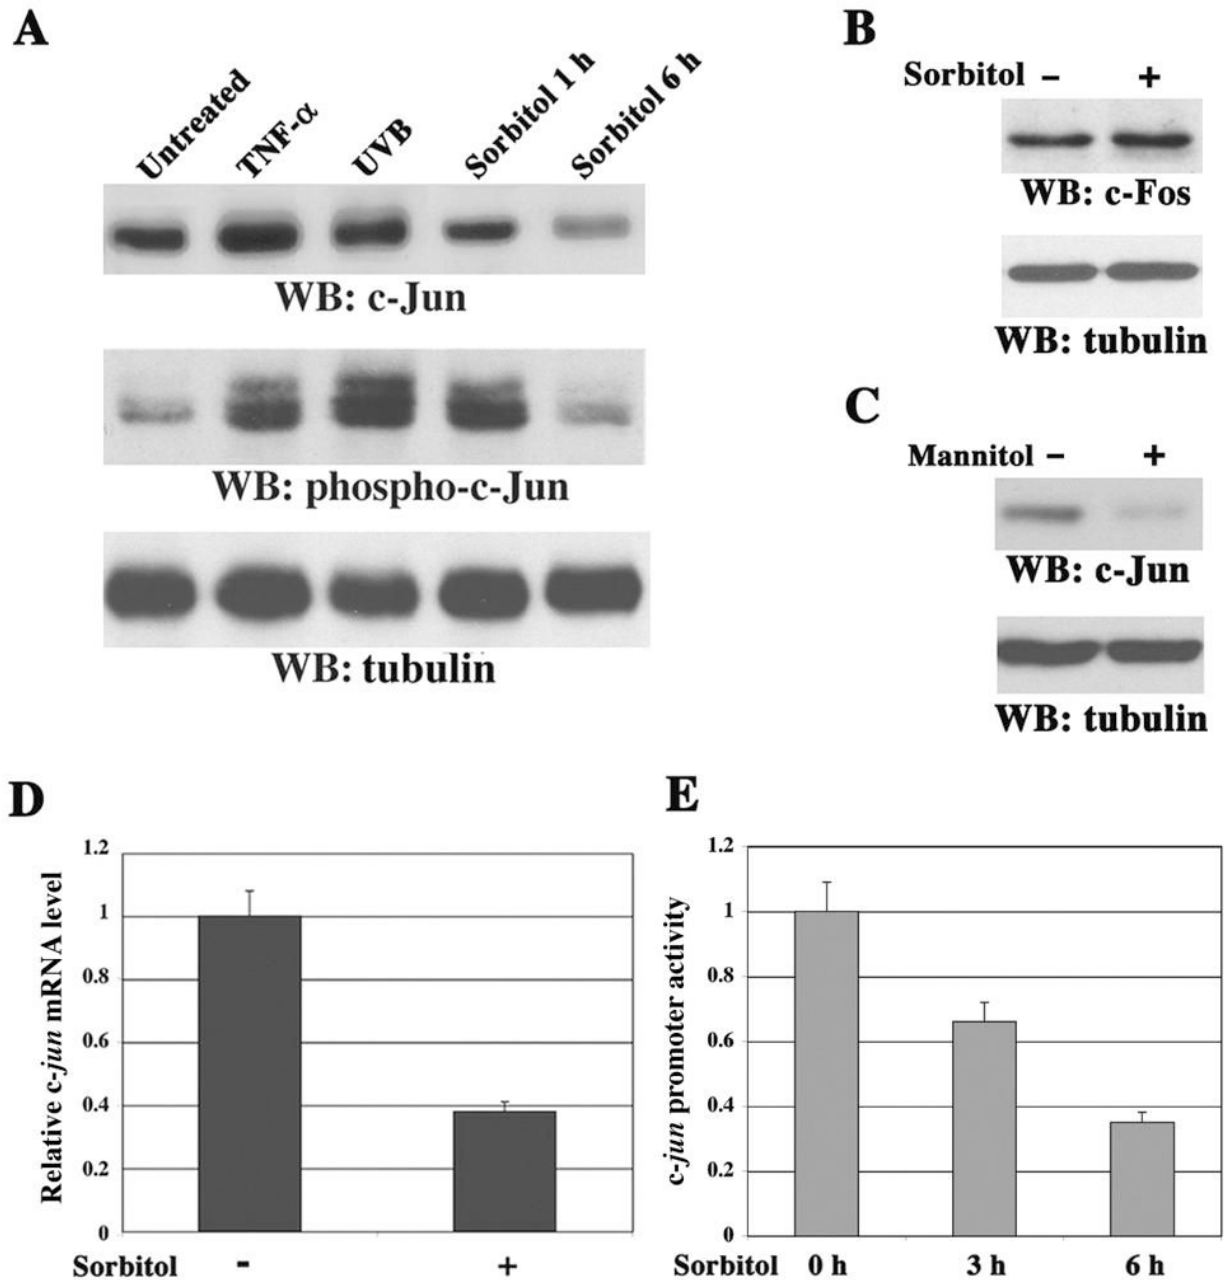 A
Untreated
TNF-α
UVB
Sorbitol 1 h
Sorbitol 6 h
WB: c-Jun
WB: phospho-c-Jun
WB: tubulin
B
Sorbitol – +
WB: c-Fos
WB: tubulin
C
Mannitol – +
WB: c-Jun
WB: tubulin
D
Relative c-jun mRNA level
1.2
1
0.8
0.6
0.4
0.2
0
Sorbitol - +
E
c-jun promoter activity
1.2
1
0.8
0.6
0.4
0.2
0
Sorbitol 0 h 3 h 6 h